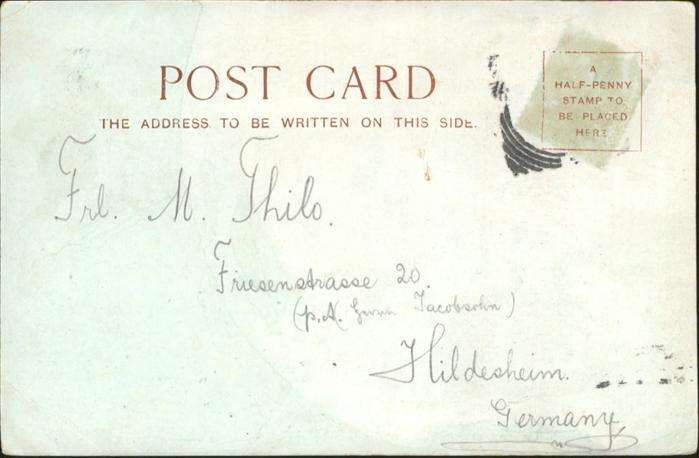 POST CARD
THE ADDRESS TO BE WRITTEN ON THIS SIDE.
A
HALF-PENNY
STAMP TO
BE PLACED
HERE
Frl. M. Thilo.
Friesenstrasse 20.
(p. A. Herrn Jacobsohn)
Hildesheim.
Germany